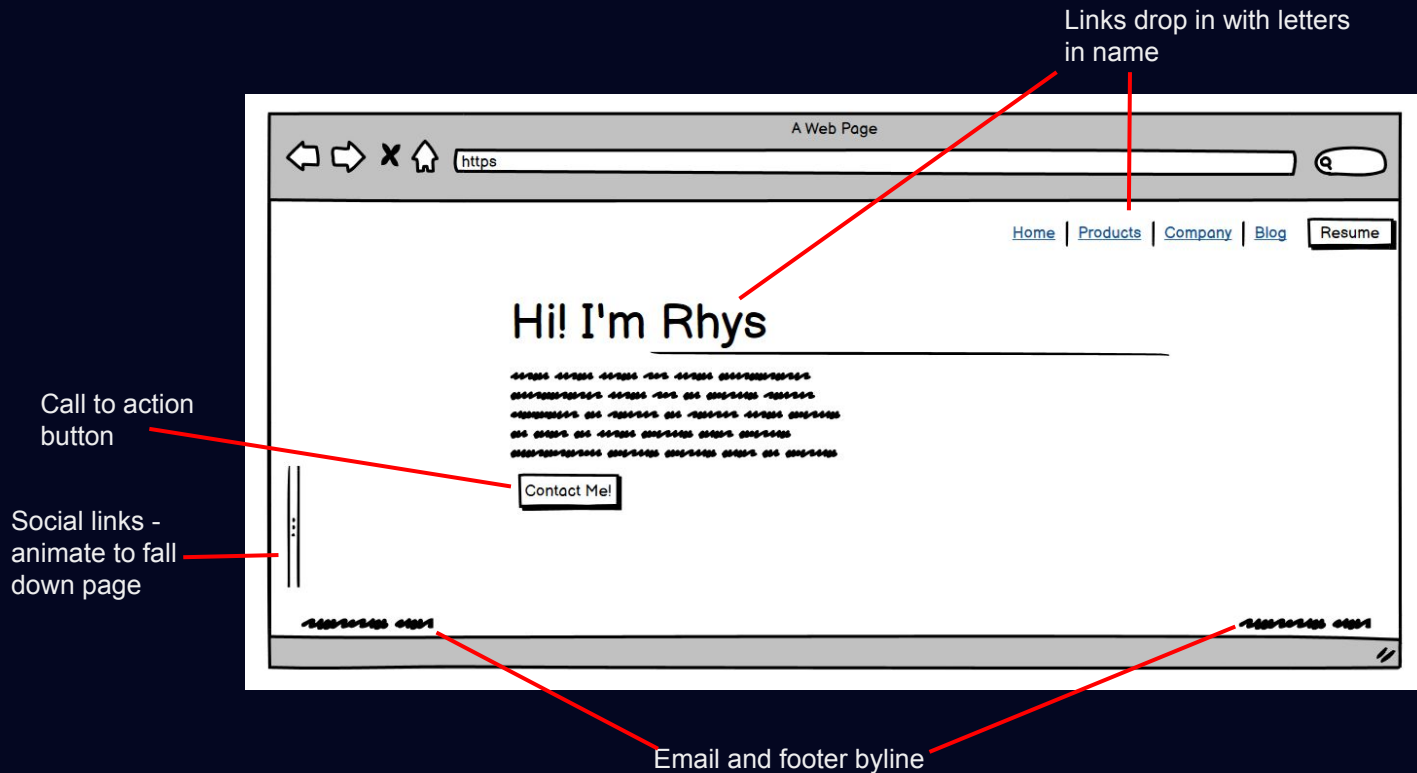 Links drop in with letters
in name
A Web Page
https
Home Products Company Blog Resume
Hi! I'm Rhys
Call to action
button
Contact Me!
Social links -
animate to fall
down page
Email and footer byline